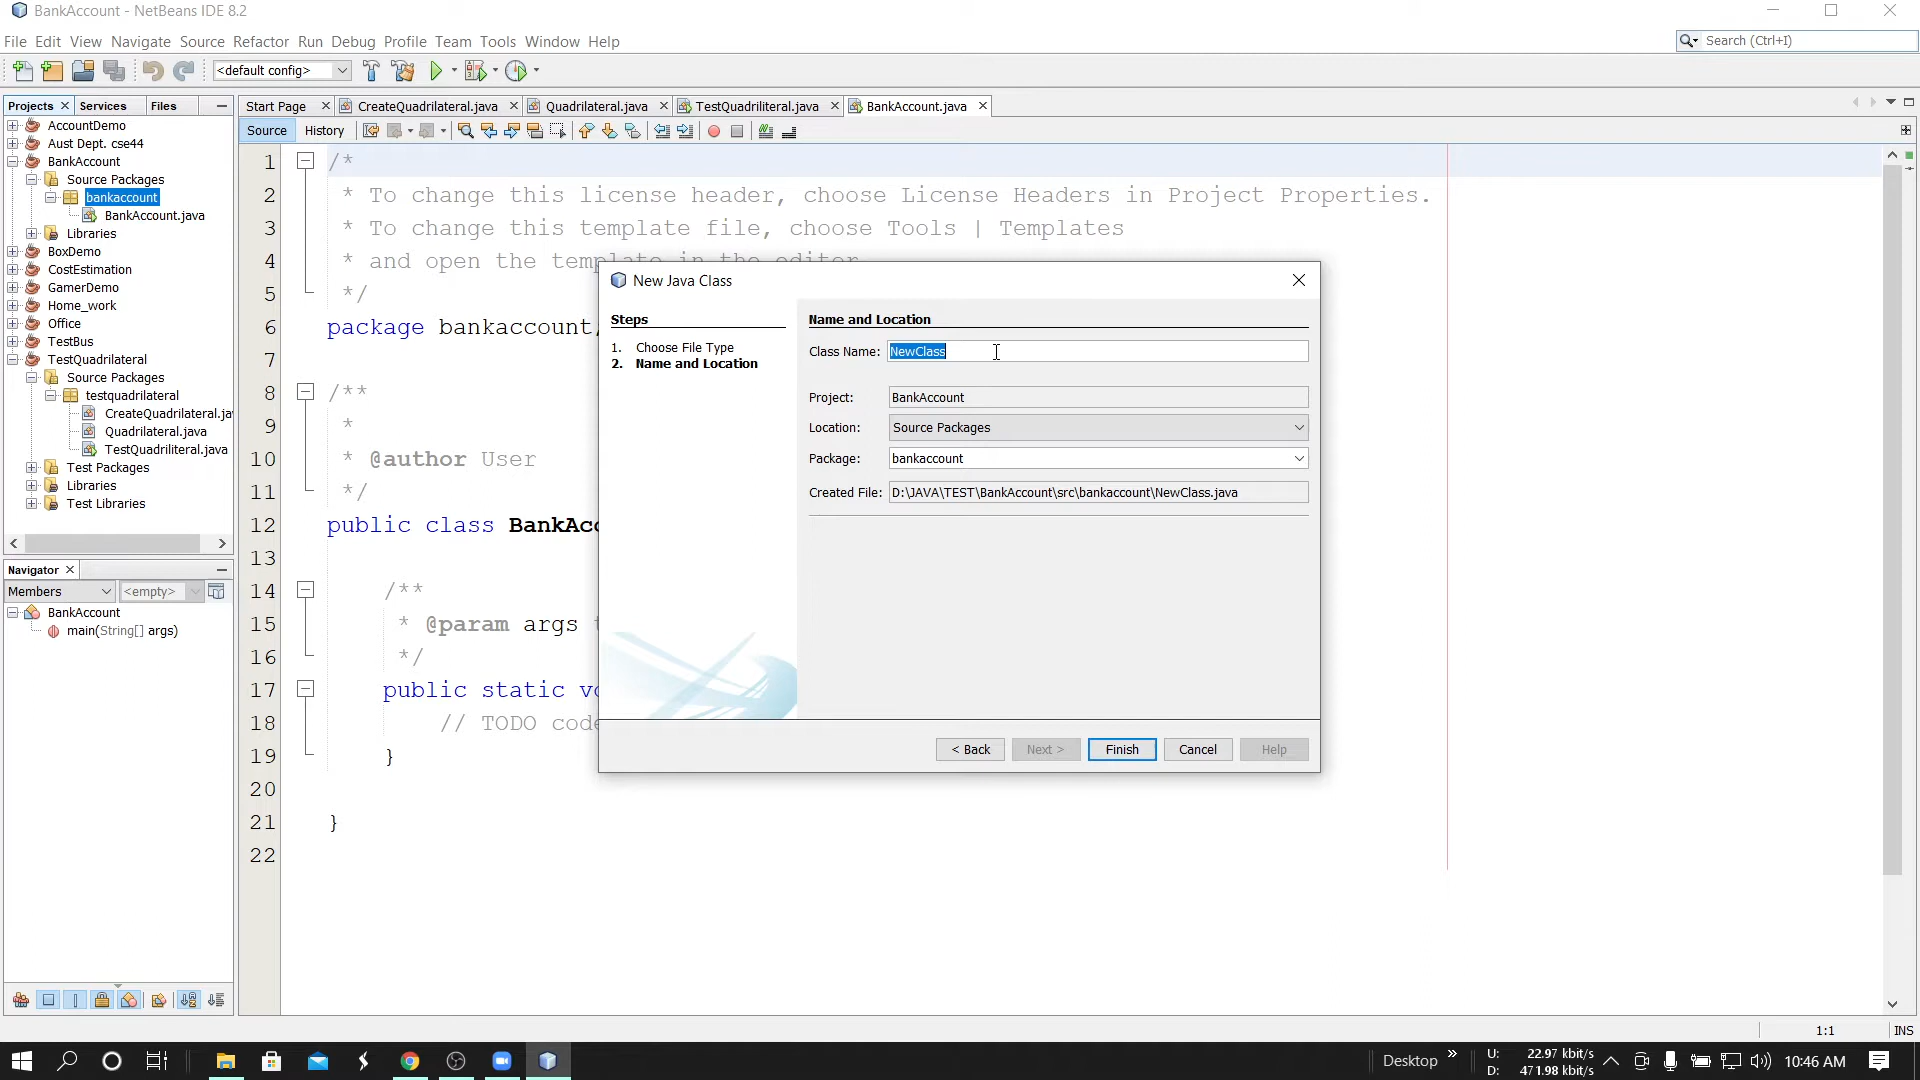 BankAccount - NetBeans IDE 8.2
File Edit View Navigate Source Refactor Run Debug Profile Team Tools Window Help
Search (Ctrl+I)
<default config>
Projects Services Files
Start Page CreateQuadrilateral.java Quadrilateral.java TestQuadriliteral.java BankAccount.java
Source History
AccountDemo
Aust Dept. cse44
BankAccount
Source Packages
bankaccount
BankAccount.java
Libraries
BoxDemo
CostEstimation
GamerDemo
Home_work
Office
TestBus
TestQuadrilateral
Source Packages
testquadrilateral
CreateQuadrilateral.ja
Quadrilateral.java
TestQuadriliteral.java
Test Packages
Libraries
Test Libraries
Navigator
Members <empty>
BankAccount
main(String[] args)
1 /*
2 * To change this license header, choose License Headers in Project Properties.
3 * To change this template file, choose Tools | Templates
4 * and open the template in the editor
5 */
6 package bankaccount
7
8 /**
9 *
10 * @author User
11 */
12 public class BankAcc
13
14 /**
15 * @param args
16 */
17 public static vo
18 // TODO code
19 }
20
21 }
22
New Java Class
Steps
1. Choose File Type
2. Name and Location
Name and Location
Class Name: NewClass
Project: BankAccount
Location: Source Packages
Package: bankaccount
Created File: D:\JAVA\TEST\BankAccount\src\bankaccount\NewClass.java
< Back Next > Finish Cancel Help
1:1 INS
Desktop
U: 22.97 kbit/s
D: 471.98 kbit/s
10:46 AM